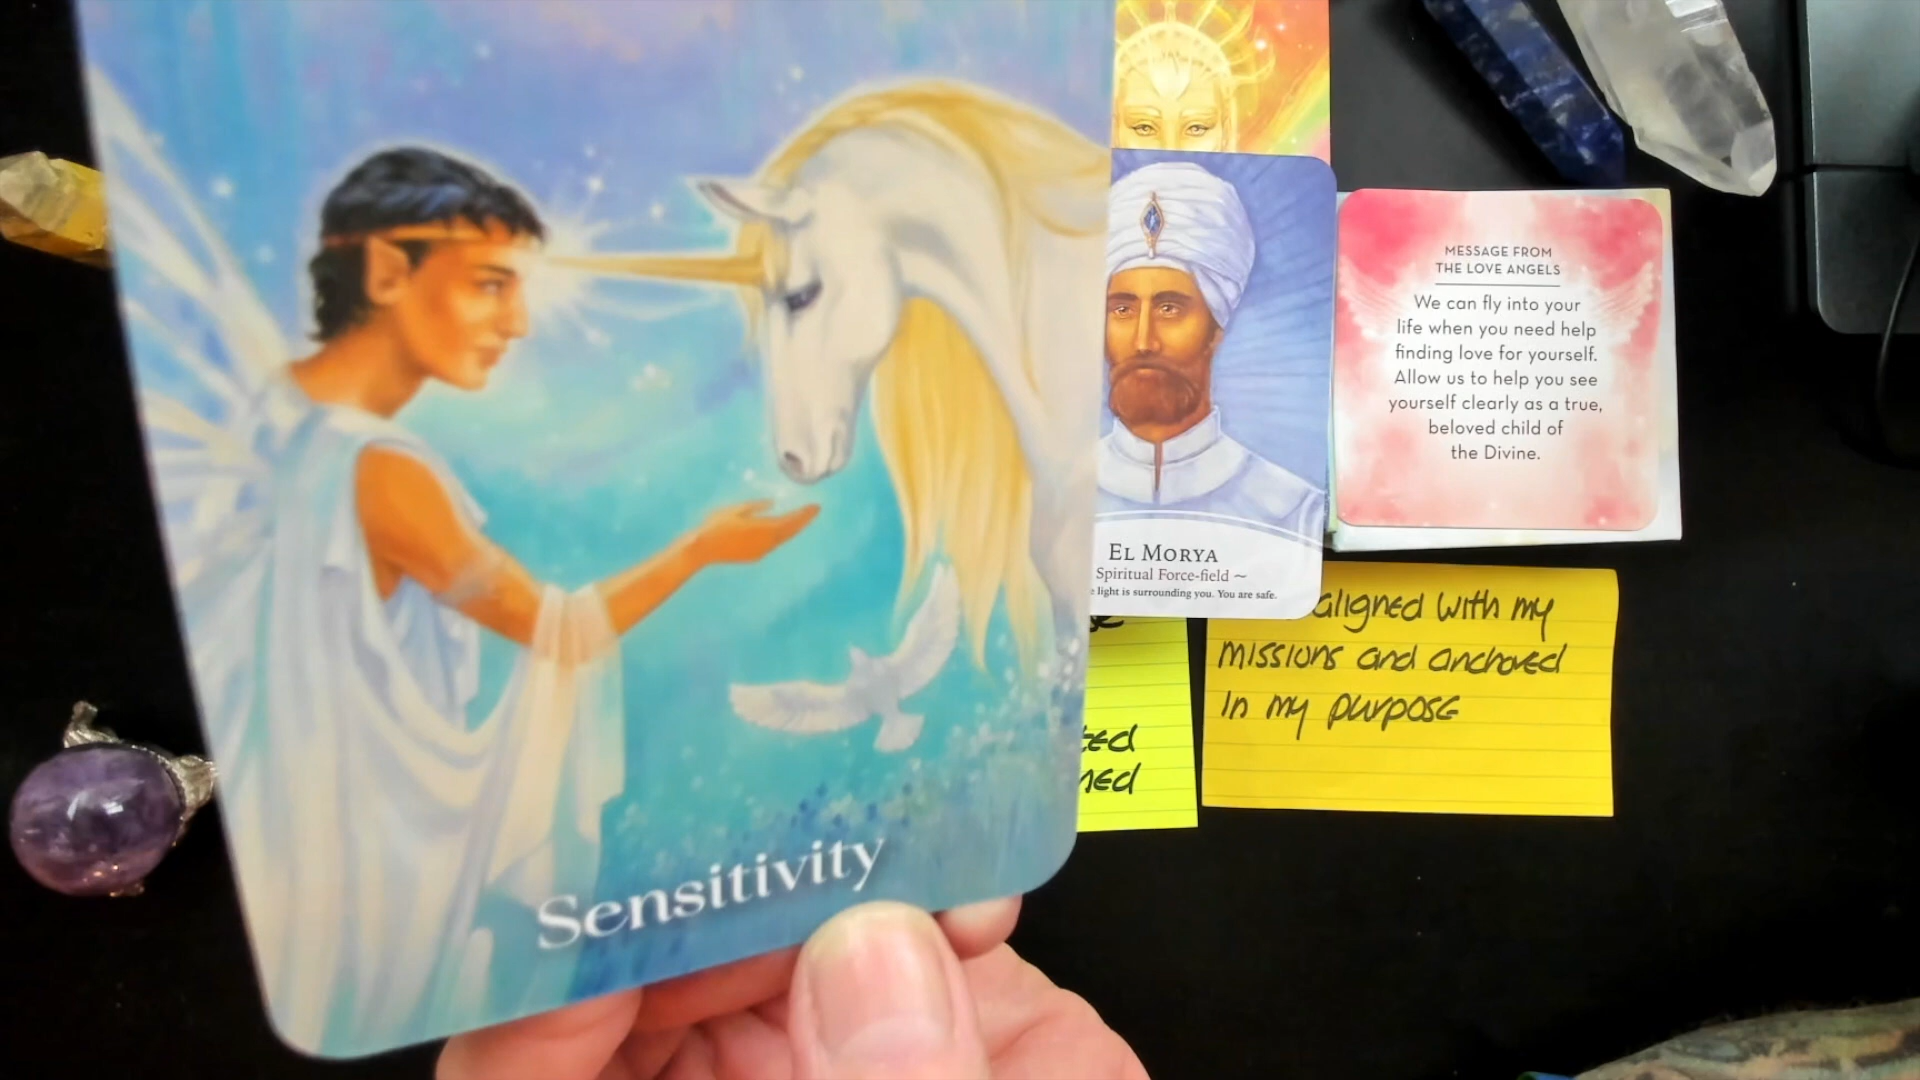 Sensitivity
EL MORYA
Spiritual Force-field ~
light is surrounding you. You are safe.
MESSAGE FROM
THE LOVE ANGELS
We can fly into your
life when you need help
finding love for yourself.
Allow us to help you see
yourself clearly as a true,
beloved child of
the Divine.
aligned with my
missions and anchored
in my purpose